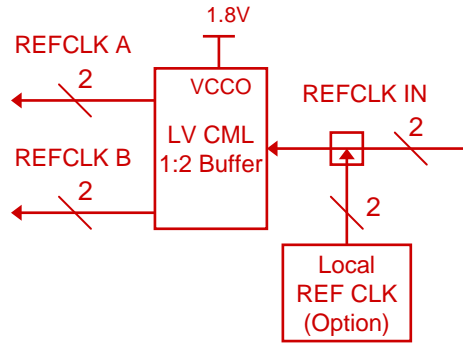 1.8V
REFCLK A
2
VCCO
REFCLK IN
LV CML
1:2 Buffer
2
REFCLK B
2
2
Local
REF CLK
(Option)